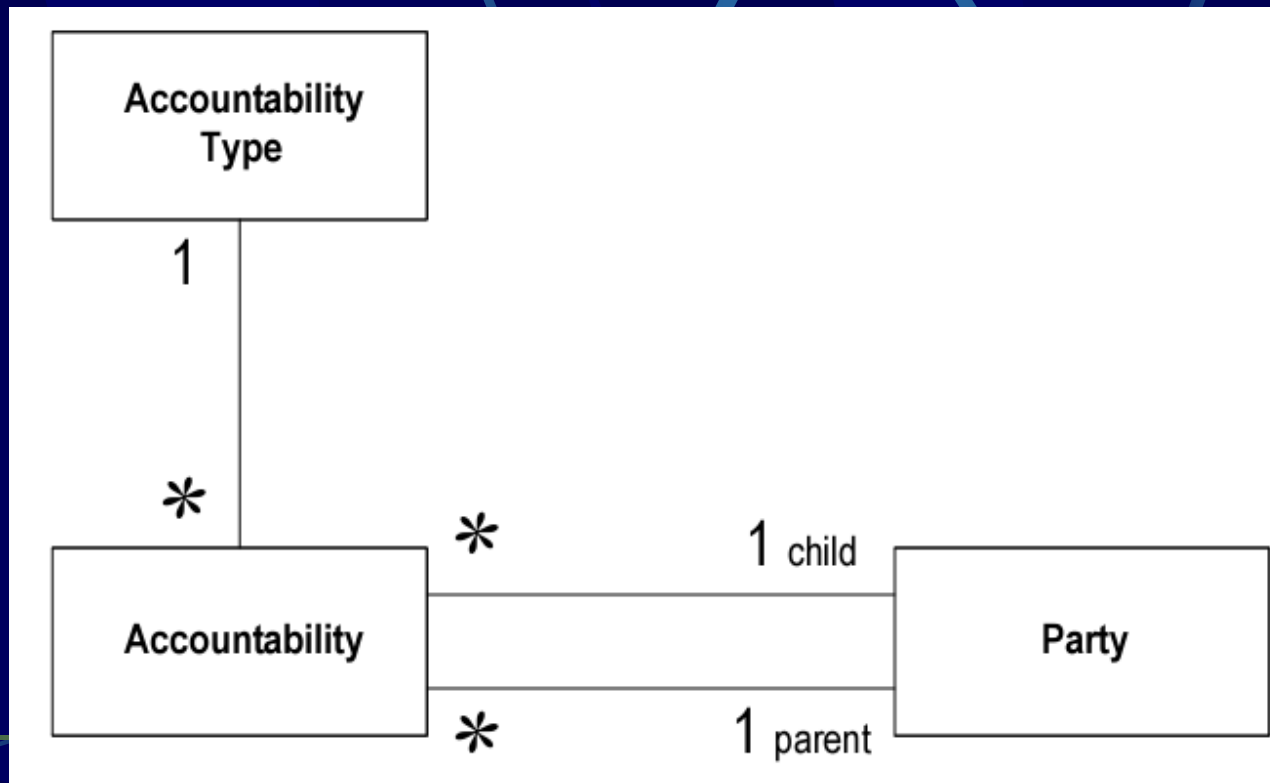 Accountability
Type
1
*
*
1 child
Accountability
Party
*
1 parent